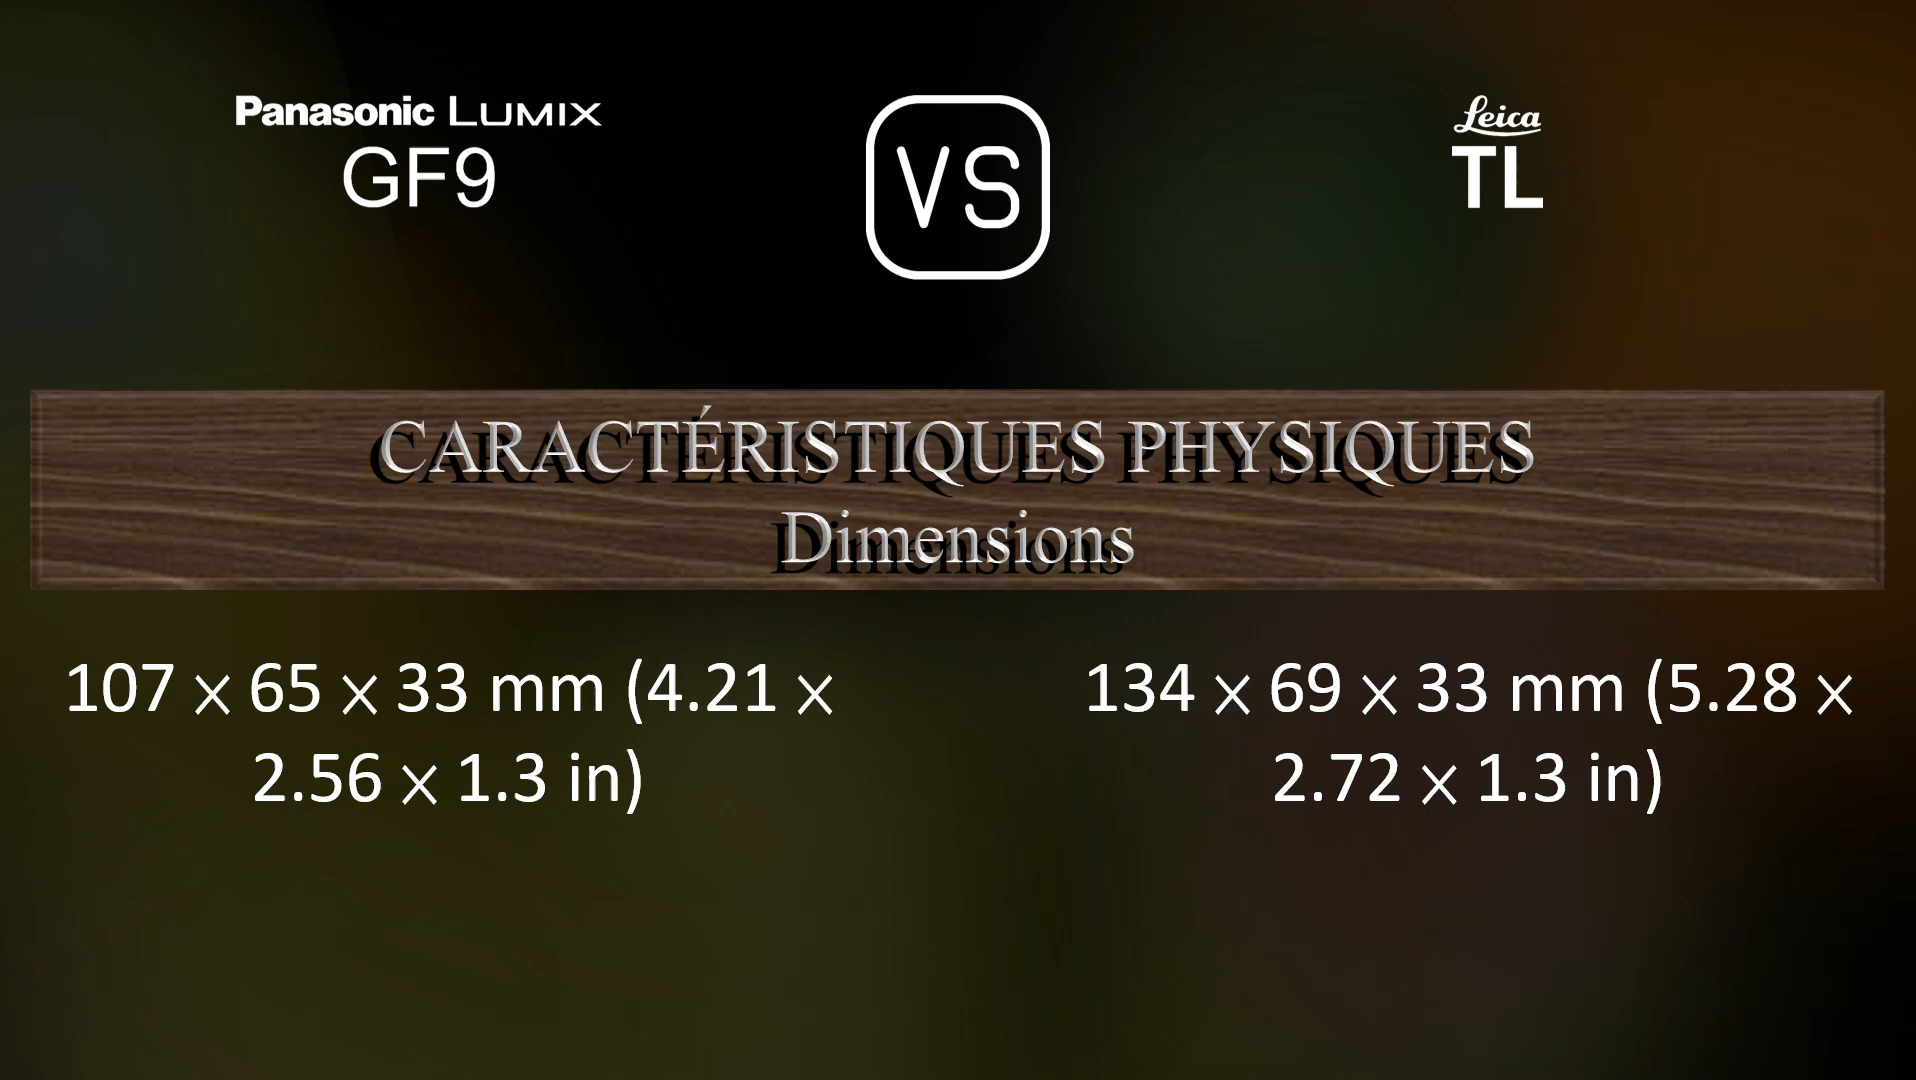 Panasonic LUMIX
GF9
VS
Leica
TL
CARACTÉRISTIQUES PHYSIQUES
Dimensions
107 x 65 x 33 mm (4.21 x
2.56 x 1.3 in)
134 x 69 x 33 mm (5.28 x
2.72 x 1.3 in)